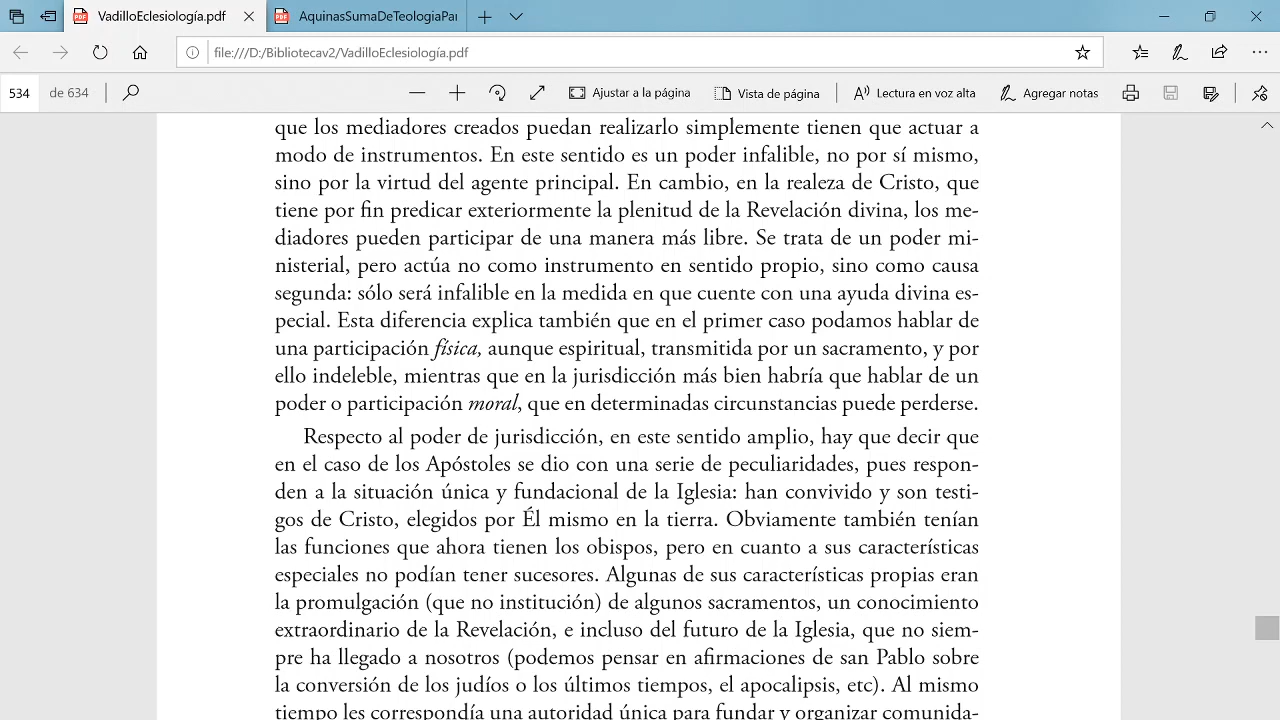 VadilloEclesiología.pdf
AquinasSumaDeTeologiaPar
file:///D:/Bibliotecav2/VadilloEclesiología.pdf
534 de 634
Ajustar a la página
Vista de página
Lectura en voz alta
Agregar notas
que los mediadores creados puedan realizarlo simplemente tienen que actuar a
modo de instrumentos. En este sentido es un poder infalible, no por sí mismo,
sino por la virtud del agente principal. En cambio, en la realeza de Cristo, que
tiene por fin predicar exteriormente la plenitud de la Revelación divina, los me-
diadores pueden participar de una manera más libre. Se trata de un poder mi-
nisterial, pero actúa no como instrumento en sentido propio, sino como causa
segunda: sólo será infalible en la medida en que cuente con una ayuda divina es-
pecial. Esta diferencia explica también que en el primer caso podamos hablar de
una participación física, aunque espiritual, transmitida por un sacramento, y por
ello indeleble, mientras que en la jurisdicción más bien habría que hablar de un
poder o participación moral, que en determinadas circunstancias puede perderse.
Respecto al poder de jurisdicción, en este sentido amplio, hay que decir que
en el caso de los Apóstoles se dio con una serie de peculiaridades, pues respon-
den a la situación única y fundacional de la Iglesia: han convivido y son testi-
gos de Cristo, elegidos por Él mismo en la tierra. Obviamente también tenían
las funciones que ahora tienen los obispos, pero en cuanto a sus características
especiales no podían tener sucesores. Algunas de sus características propias eran
la promulgación (que no institución) de algunos sacramentos, un conocimiento
extraordinario de la Revelación, e incluso del futuro de la Iglesia, que no siem-
pre ha llegado a nosotros (podemos pensar en afirmaciones de san Pablo sobre
la conversión de los judíos o los últimos tiempos, el apocalipsis, etc). Al mismo
tiempo les correspondía una autoridad única para fundar y organizar comunida-